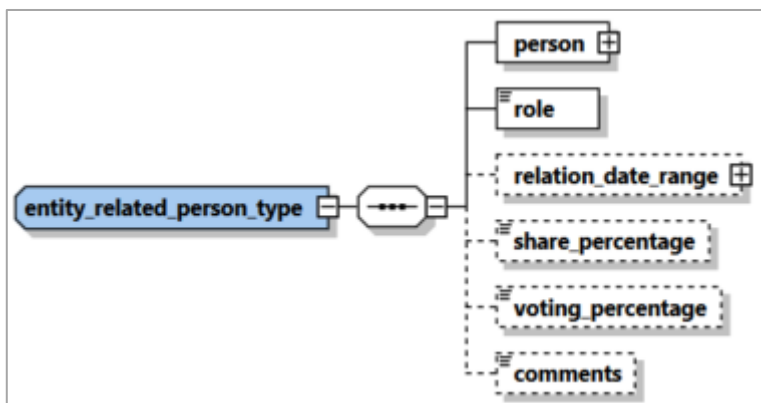 person
role
relation_date_range
entity_related_person_type
share_percentage
voting_percentage
comments